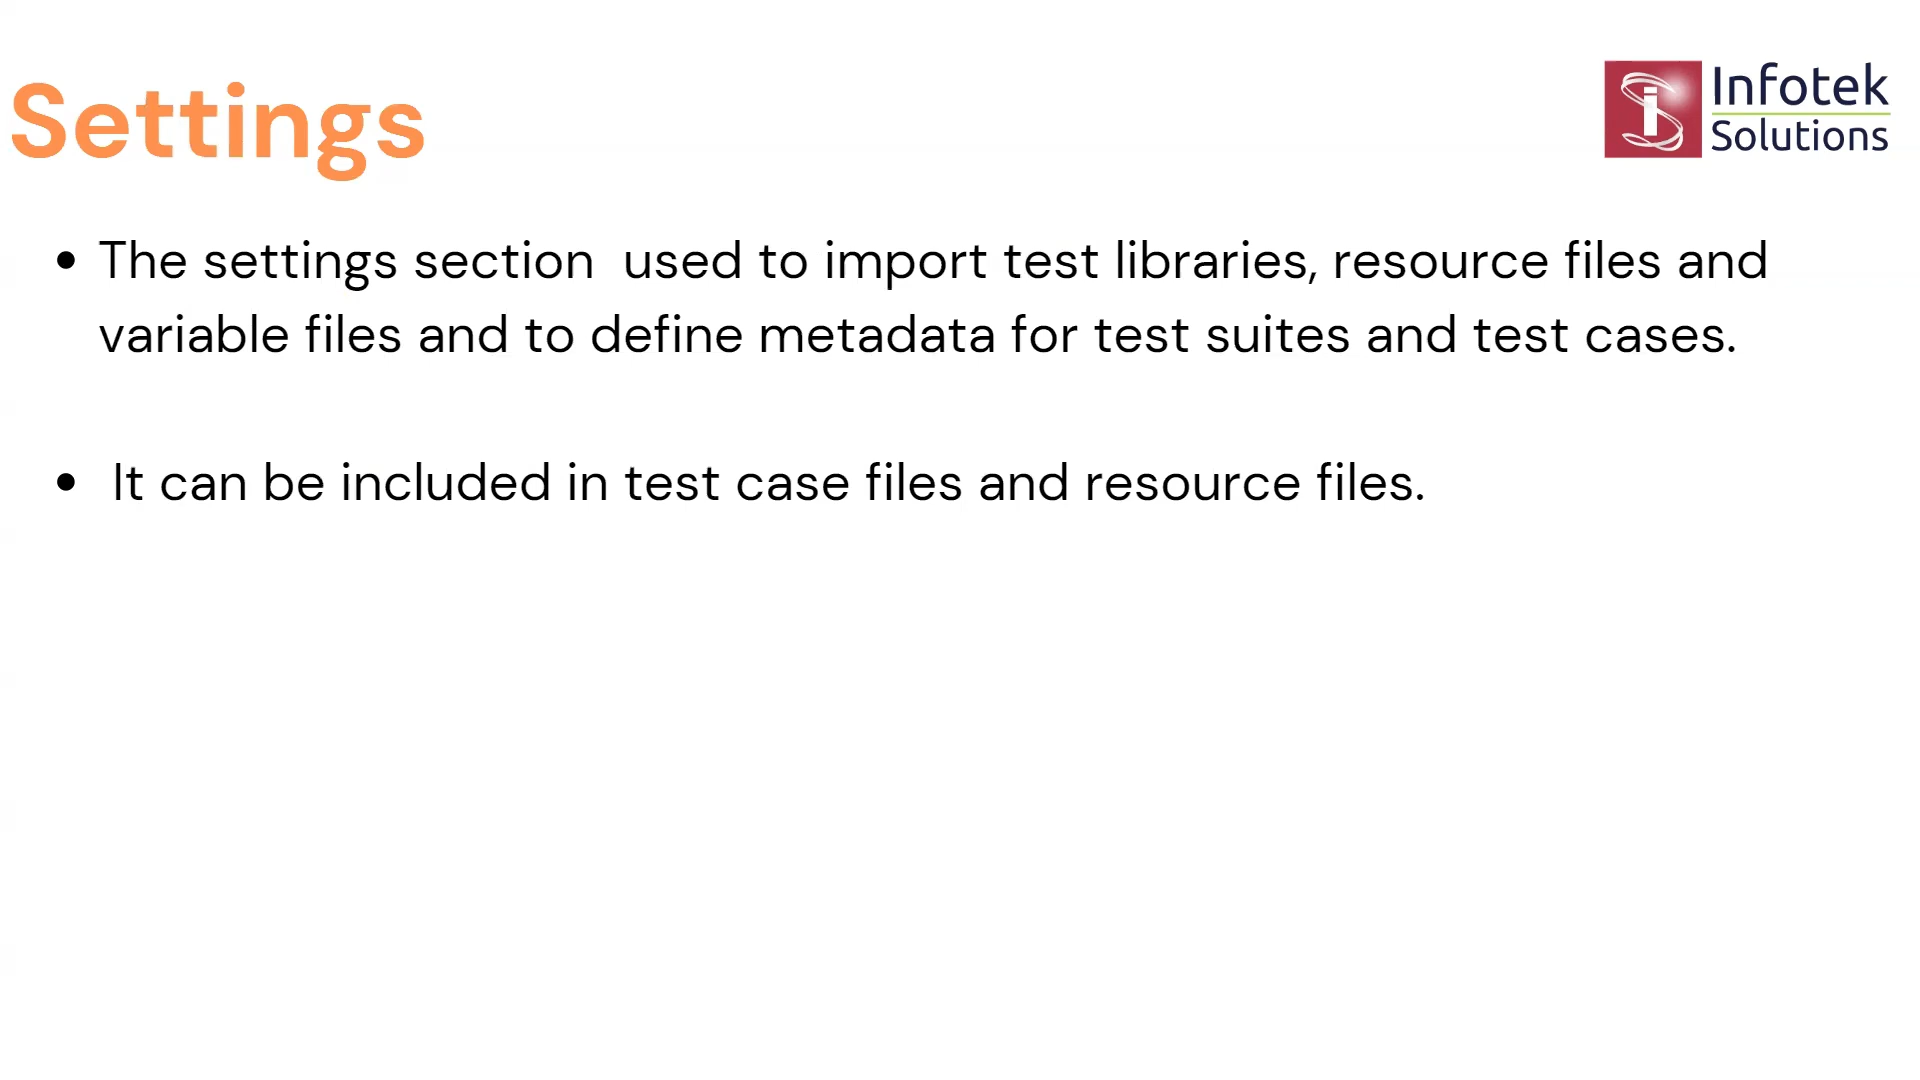 Settings
Infotek
Solutions
• The settings section  used to import test libraries, resource files and
variable files and to define metadata for test suites and test cases.
• It can be included in test case files and resource files.